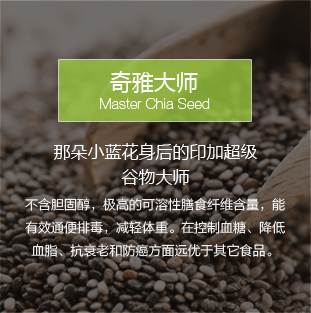 奇雅大师
Master Chia Seed
那朵小蓝花身后的印加超级
谷物大师
不含胆固醇，极高的可溶性膳食纤维含量，能
有效通便排毒，减轻体重。在控制血糖、降低
血脂、抗衰老和防癌方面远优于其它食品。